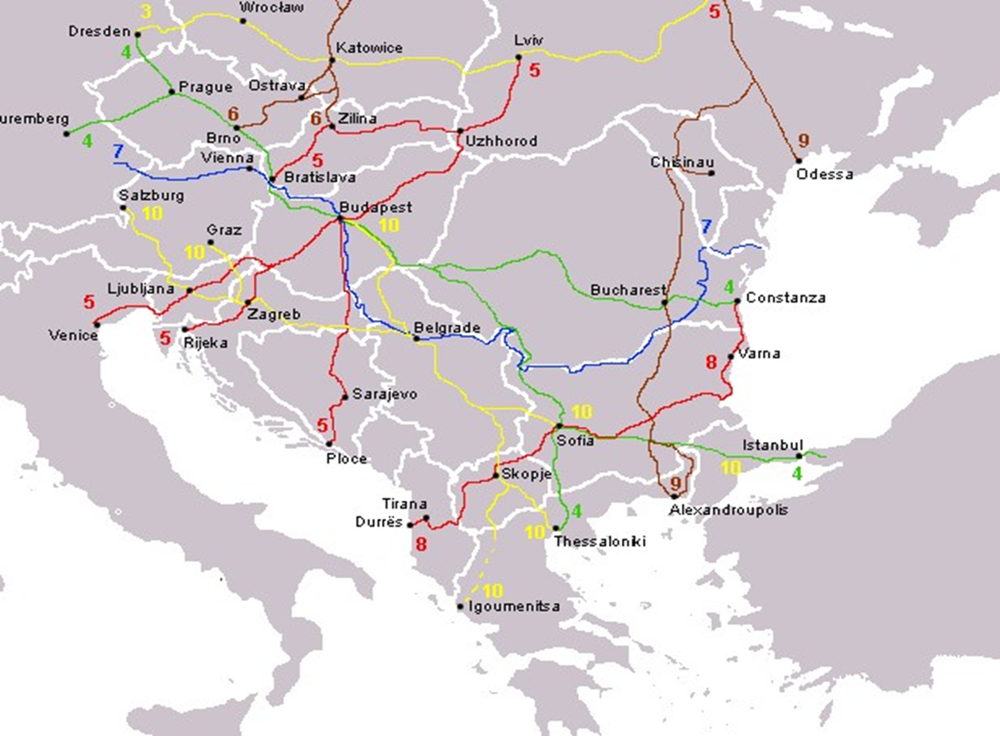 Wrocław
3
5
Dresden
Lviv
Katowice
4
5
Ostrava
Prague
6
6
Zilina
uremberg
4
Brno
Uzhhorod
9
7
Vienna
5
Chisinau
Odessa
Bratislava
Salzburg
10
Budapest
10
7
Graz
10
Ljubljana
Bucharest
4
Constanza
5
Zagreb
Venice
5
Rijeka
Belgrade
8
Varna
Sarajevo
10
5
Sofia
Istanbul
Ploce
10
4
Skopje
9
Tirana
Durrës
4
Alexandroupolis
10
8
Thessaloniki
10
Igoumenitsa